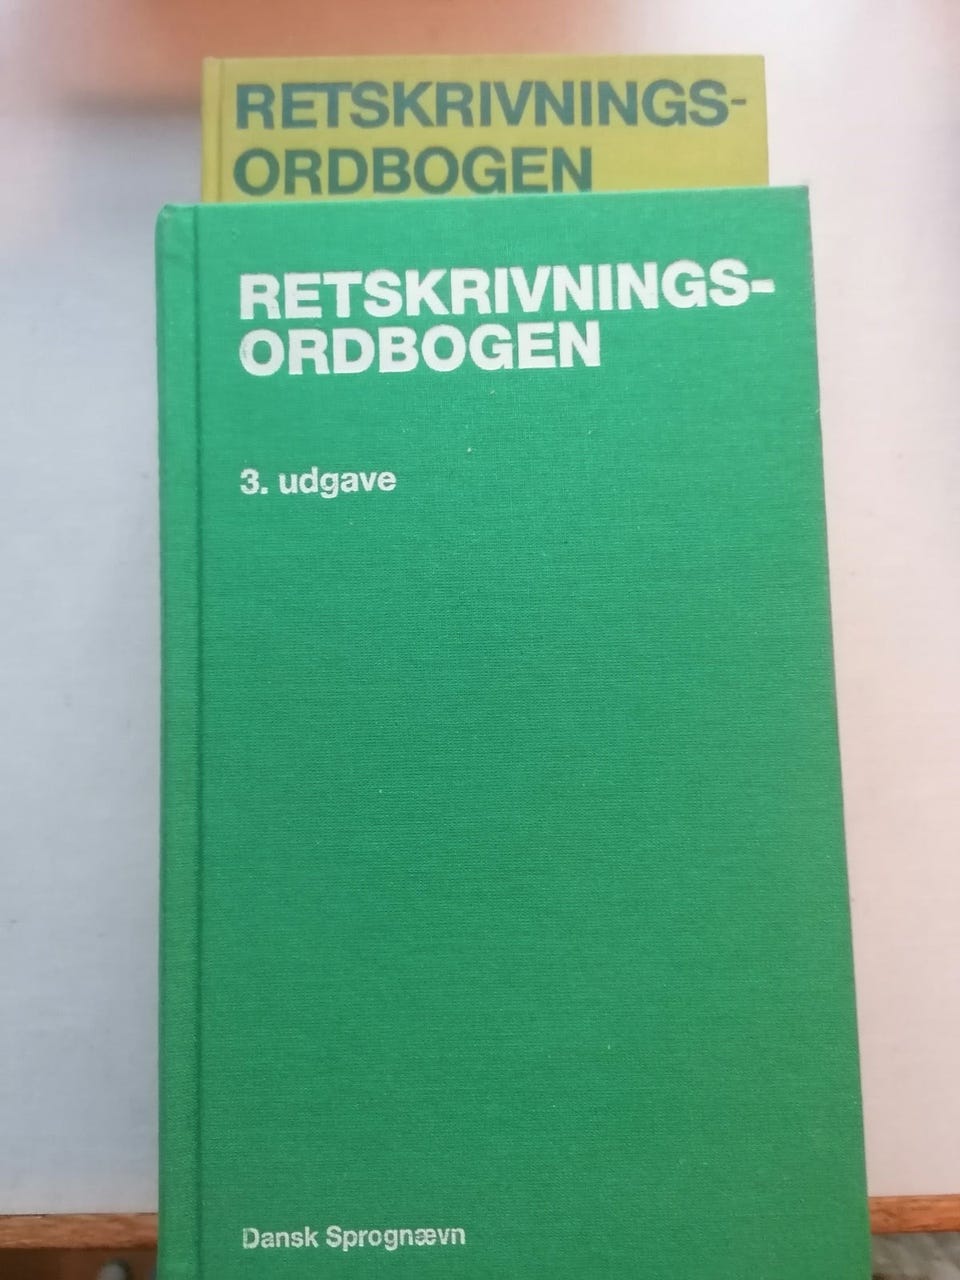 RETSKRIVNINGS-
ORDBOGEN
RETSKRIVNINGS-
ORDBOGEN
3. udgave
Dansk Sprognævn